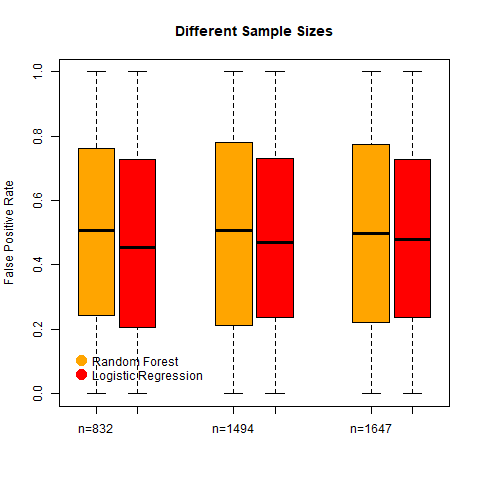 Different Sample Sizes
False Positive Rate
1.0
0.8
0.6
0.4
0.2
0.0
Random Forest
Logistic Regression
n=832 n=1494 n=1647